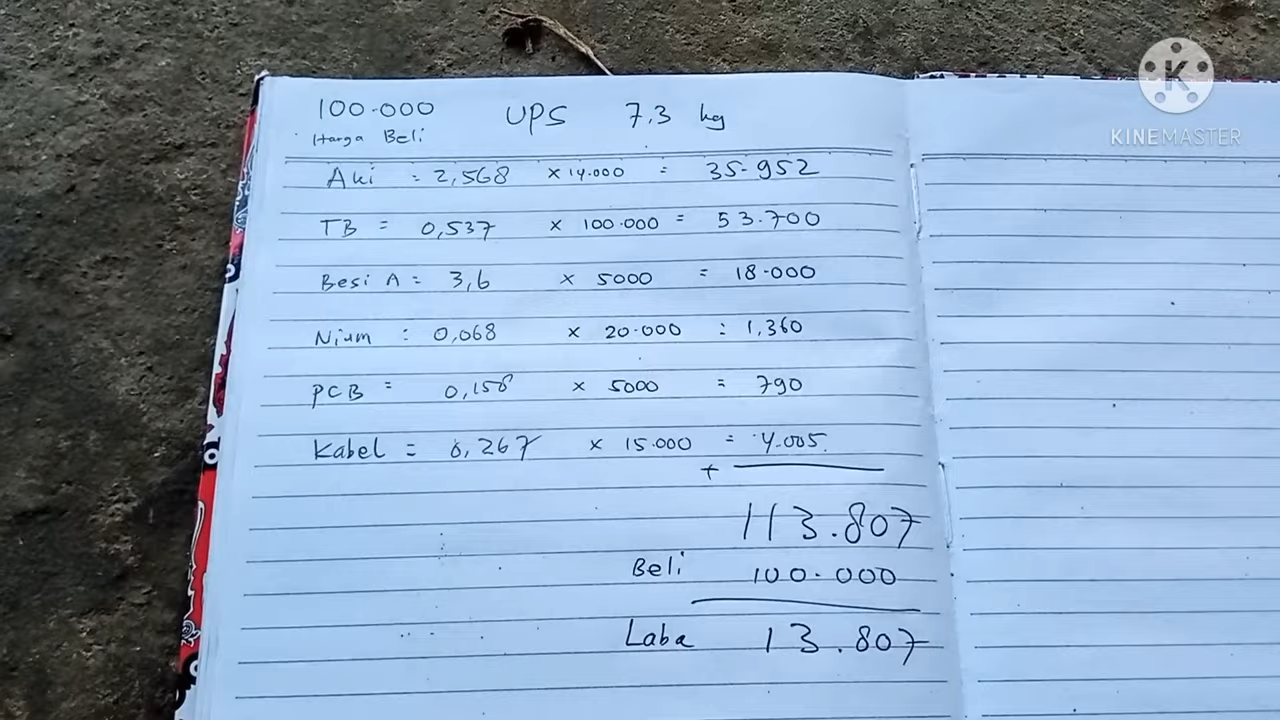 100.000 UPS 7.3 kg
Harga Beli
Aki = 2,568 × 14.000 = 35.952
TB = 0,537 × 100.000 = 53.700
Besi A = 3,6 × 5000 = 18.000
Nium : 0,068 × 20.000 : 1,360
PCB = 0,158 × 5000 = 790
Kabel = 0,267 × 15.000 = 4.005.
+
113.807
Beli 100.000
Laba 13.807
KINEMASTER